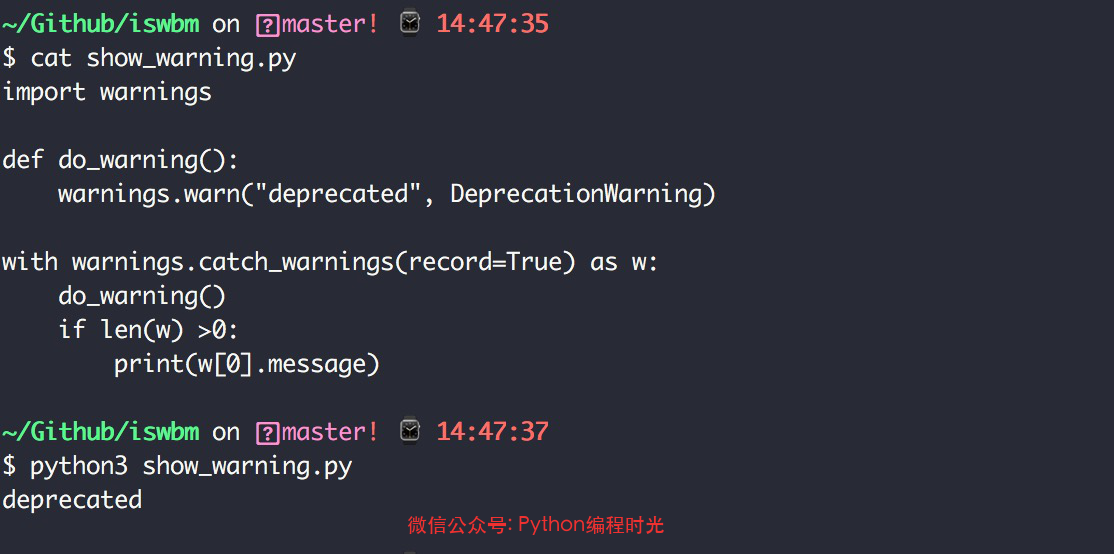 ~/Github/iswbm on ?master! ⌚ 14:47:35
$ cat show_warning.py
import warnings
def do_warning():
    warnings.warn("deprecated", DeprecationWarning)
with warnings.catch_warnings(record=True) as w:
    do_warning()
    if len(w) >0:
        print(w[0].message)
~/Github/iswbm on ?master! ⌚ 14:47:37
$ python3 show_warning.py
deprecated
微信公众号: Python编程时光